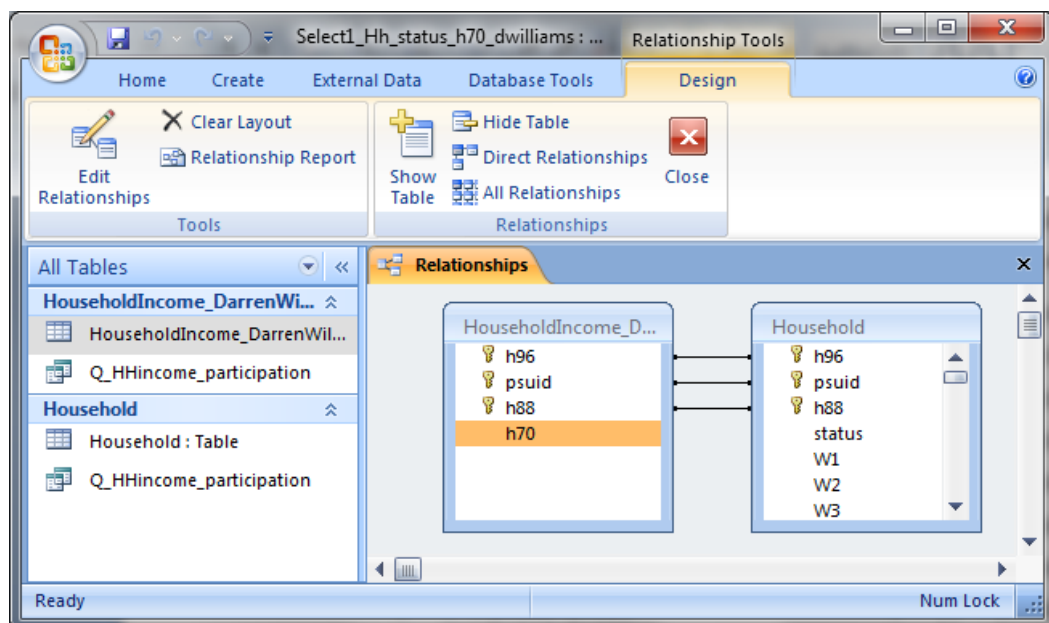 Select1_Hh_status_h70_dwilliams : ... Relationship Tools
Home Create External Data Database Tools Design
Edit Relationships
Clear Layout
Relationship Report
Tools
Show Table
Hide Table
Direct Relationships
All Relationships
Close
Relationships
All Tables
HouseholdIncome_DarrenWi...
HouseholdIncome_DarrenWil...
Q_HHincome_participation
Household
Household : Table
Q_HHincome_participation
Relationships
HouseholdIncome_D...
h96
psuid
h88
h70
Household
h96
psuid
h88
status
W1
W2
W3
Ready Num Lock